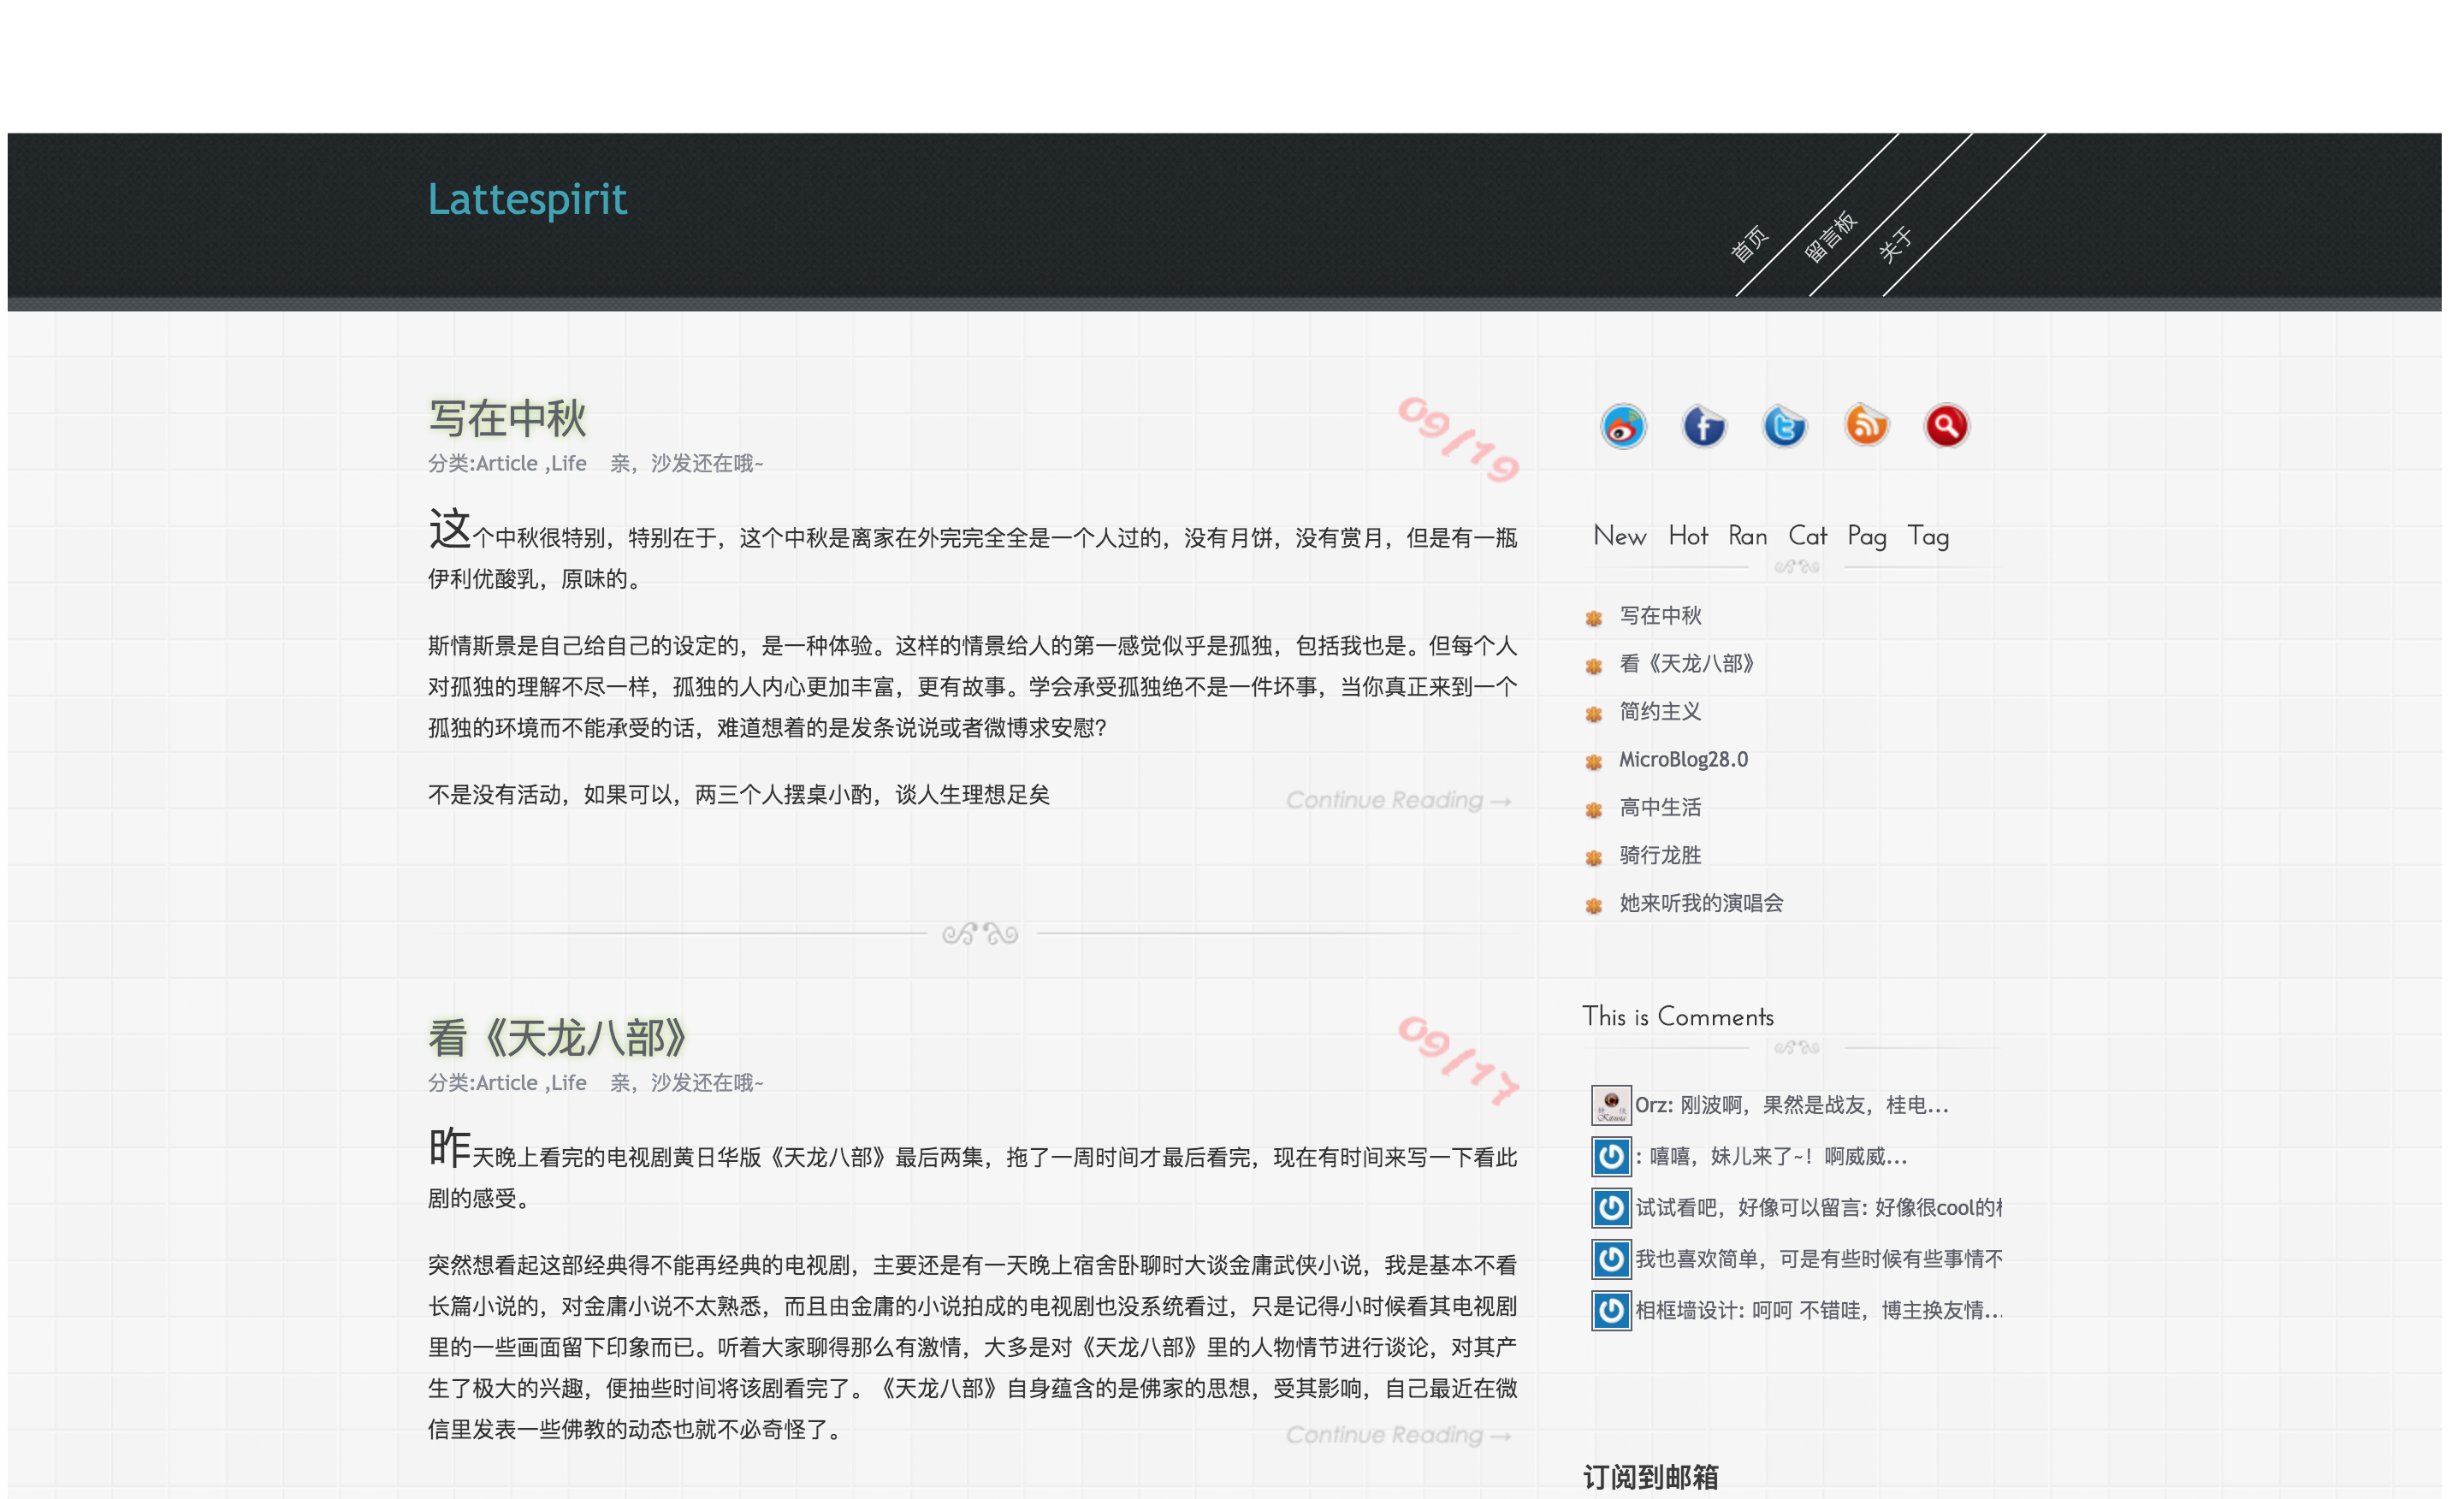 Lattespirit
首页
留言板
关于
写在中秋
09/19
分类:Article ,Life 亲，沙发还在哦~
这个中秋很特别，特别在于，这个中秋是离家在外完完全全是一个人过的，没有月饼，没有赏月，但是有一瓶
伊利优酸乳，原味的。
斯情斯景是自己给自己的设定的，是一种体验。这样的情景给人的第一感觉似乎是孤独，包括我也是。但每个人
对孤独的理解不尽一样，孤独的人内心更加丰富，更有故事。学会承受孤独绝不是一件坏事，当你真正来到一个
孤独的环境而不能承受的话，难道想着的是发条说说或者微博求安慰？
不是没有活动，如果可以，两三个人摆桌小酌，谈人生理想足矣
Continue Reading →
看《天龙八部》
09/17
分类:Article ,Life 亲，沙发还在哦~
昨天晚上看完的电视剧黄日华版《天龙八部》最后两集，拖了一周时间才最后看完，现在有时间来写一下看此
剧的感受。
突然想看起这部经典得不能再经典的电视剧，主要还是有一天晚上宿舍卧聊时大谈金庸武侠小说，我是基本不看
长篇小说的，对金庸小说不太熟悉，而且由金庸的小说拍成的电视剧也没系统看过，只是记得小时候看其电视剧
里的一些画面留下印象而已。听着大家聊得那么有激情，大多是对《天龙八部》里的人物情节进行谈论，对其产
生了极大的兴趣，便抽些时间将该剧看完了。《天龙八部》自身蕴含的是佛家的思想，受其影响，自己最近在微
信里发表一些佛教的动态也就不必奇怪了。
Continue Reading →
New Hot Ran Cat Pag Tag
写在中秋
看《天龙八部》
简约主义
MicroBlog28.0
高中生活
骑行龙胜
她来听我的演唱会
This is Comments
Orz: 刚波啊，果然是战友，桂电...
: 嘻嘻，妹儿来了~！啊威威...
试试看吧，好像可以留言: 好像很cool的
我也喜欢简单，可是有些时候有些事情不
相框墙设计: 呵呵 不错哇，博主换友情...
订阅到邮箱